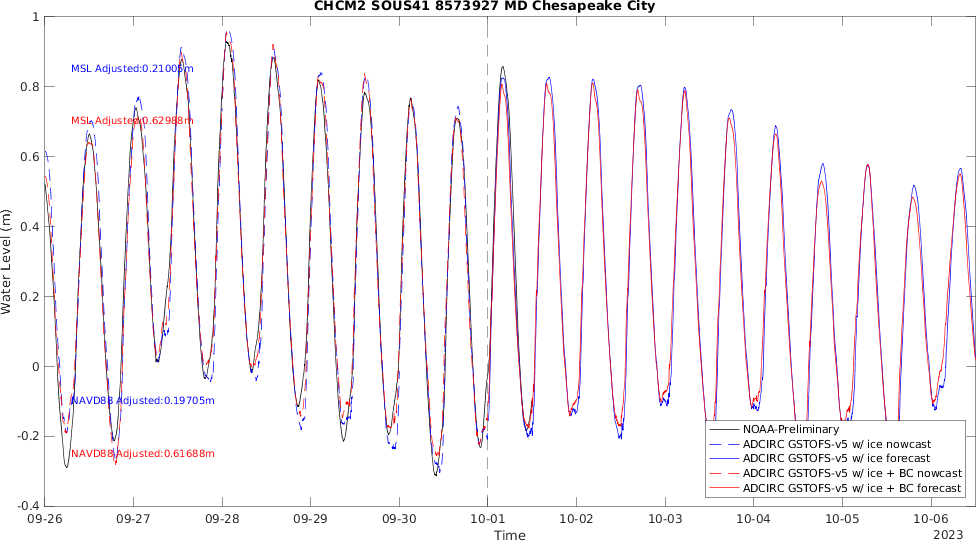 CHCM2 SOUS41 8573927 MD Chesapeake City
1
0.8
0.6
0.4
0.2
0
-0.2
-0.4
Water Level (m)
MSL Adjusted:0.21005m
MSL Adjusted:0.62988m
NAVD88 Adjusted:0.19705m
NAVD88 Adjusted:0.61688m
NOAA-Preliminary
ADCIRC GSTOFS-v5 w/ ice nowcast
ADCIRC GSTOFS-v5 w/ ice forecast
ADCIRC GSTOFS-v5 w/ ice + BC nowcast
ADCIRC GSTOFS-v5 w/ ice + BC forecast
09-26 09-27 09-28 09-29 09-30 10-01 10-02 10-03 10-04 10-05 10-06
Time
2023